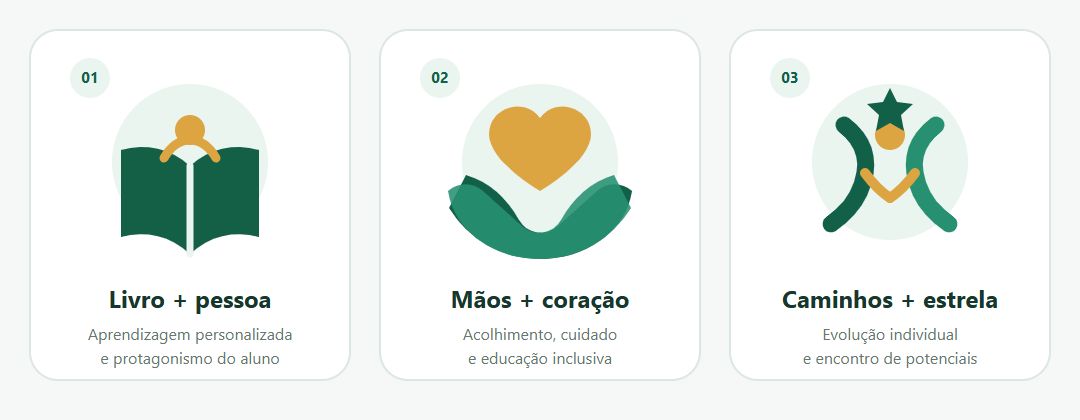 01
Livro + pessoa
Aprendizagem personalizada
e protagonismo do aluno
02
Mãos + coração
Acolhimento, cuidado
e educação inclusiva
03
Caminhos + estrela
Evolução individual
e encontro de potenciais